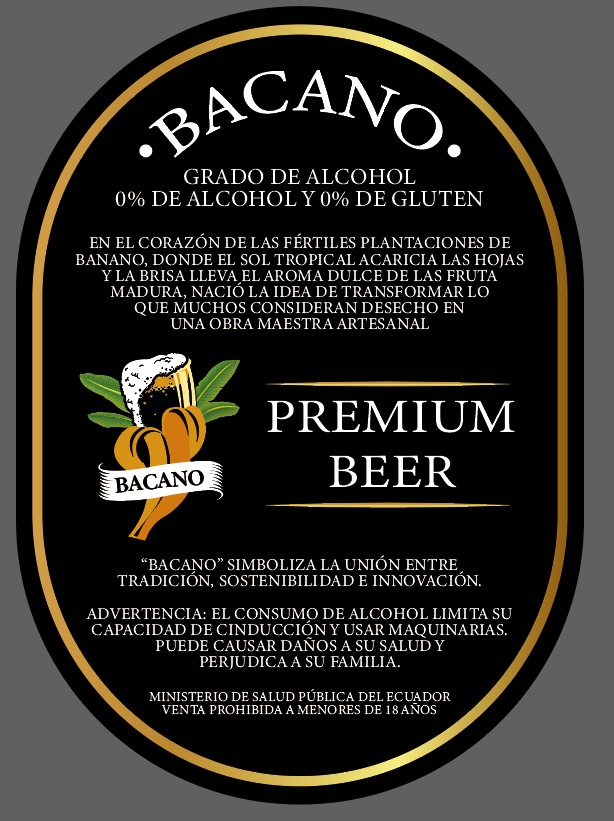 ·BACANO·
GRADO DE ALCOHOL
0% DE ALCOHOL Y 0% DE GLUTEN
EN EL CORAZÓN DE LAS FÉRTILES PLANTACIONES DE
BANANO, DONDE EL SOL TROPICAL ACARICIA LAS HOJAS
Y LA BRISA LLEVA EL AROMA DULCE DE LAS FRUTA
MADURA, NACIÓ LA IDEA DE TRANSFORMAR LO
QUE MUCHOS CONSIDERAN DESECHO EN
UNA OBRA MAESTRA ARTESANAL
BACANO
PREMIUM
BEER
“BACANO” SIMBOLIZA LA UNIÓN ENTRE
TRADICIÓN, SOSTENIBILIDAD E INNOVACIÓN.
ADVERTENCIA: EL CONSUMO DE ALCOHOL LIMITA SU
CAPACIDAD DE CINDUCCIÓN Y USAR MAQUINARIAS.
PUEDE CAUSAR DAÑOS A SU SALUD Y
PERJUDICA A SU FAMILIA.
MINISTERIO DE SALUD PÚBLICA DEL ECUADOR
VENTA PROHIBIDA A MENORES DE 18 AÑOS